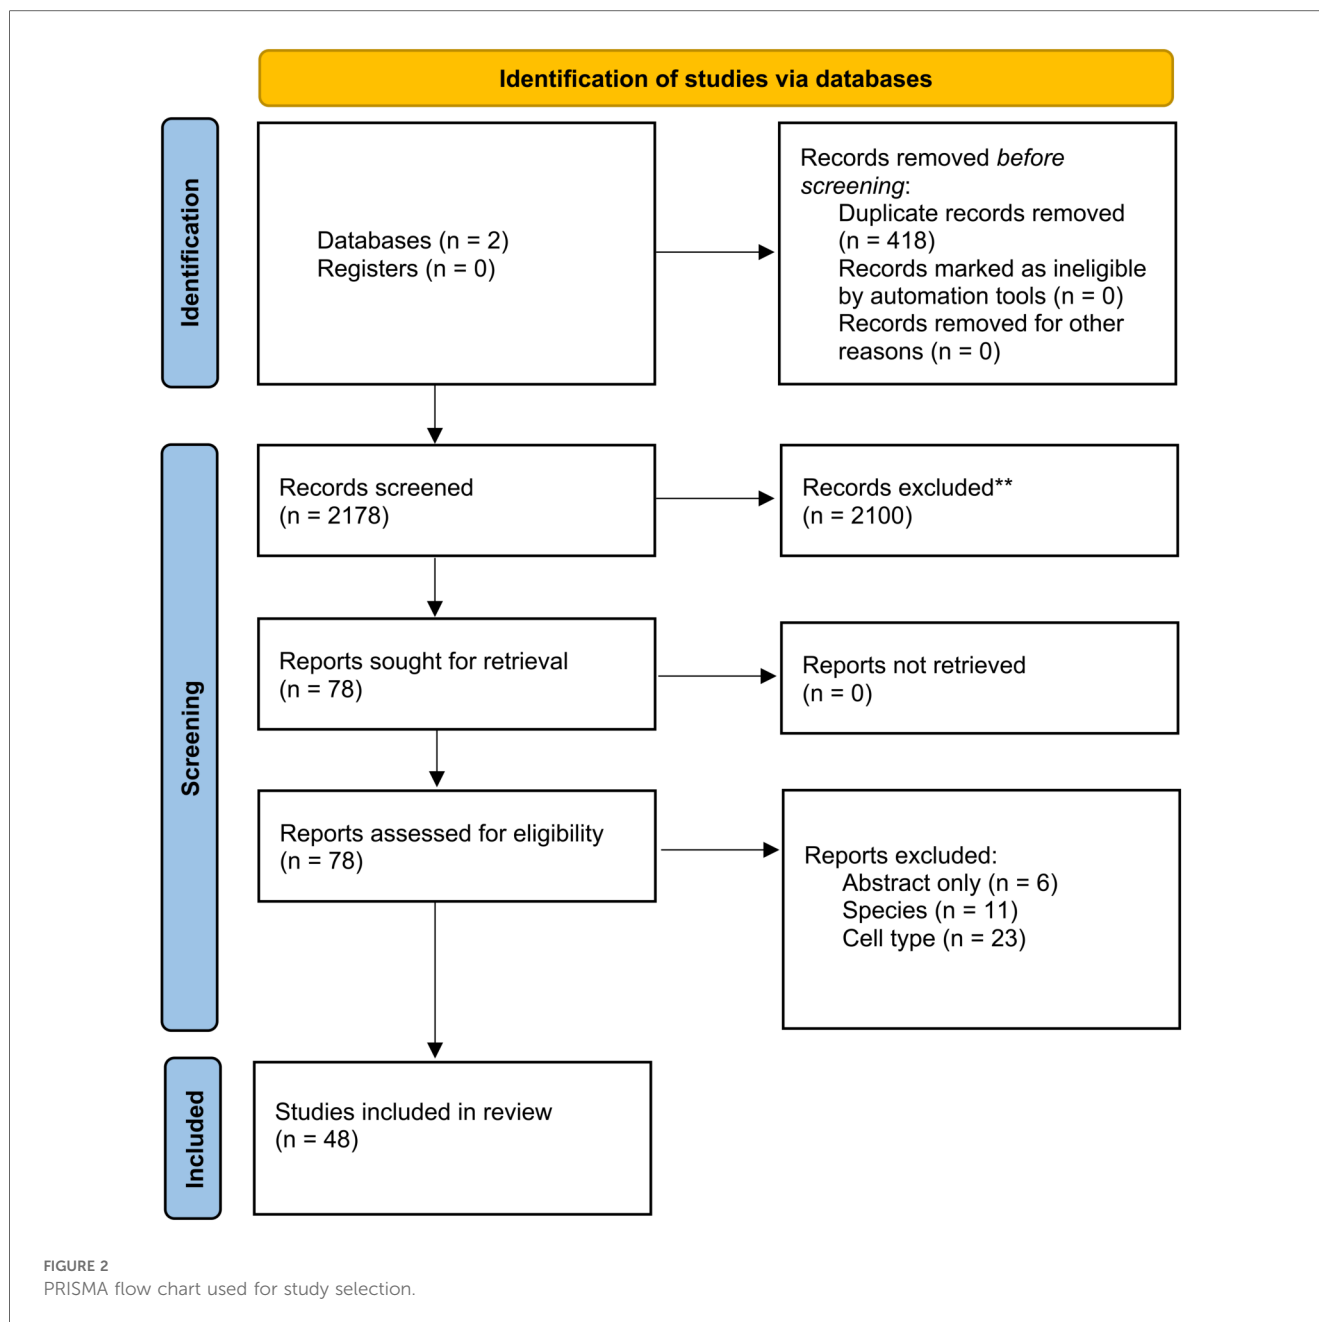 Identification of studies via databases
Identification
Databases (n = 2)
Registers (n = 0)
Records removed before
screening:
Duplicate records removed
(n = 418)
Records marked as ineligible
by automation tools (n = 0)
Records removed for other
reasons (n = 0)
Screening
Records screened
(n = 2178)
Records excluded**
(n = 2100)
Reports sought for retrieval
(n = 78)
Reports not retrieved
(n = 0)
Reports assessed for eligibility
(n = 78)
Reports excluded:
Abstract only (n = 6)
Species (n = 11)
Cell type (n = 23)
Included
Studies included in review
(n = 48)
FIGURE 2
PRISMA flow chart used for study selection.